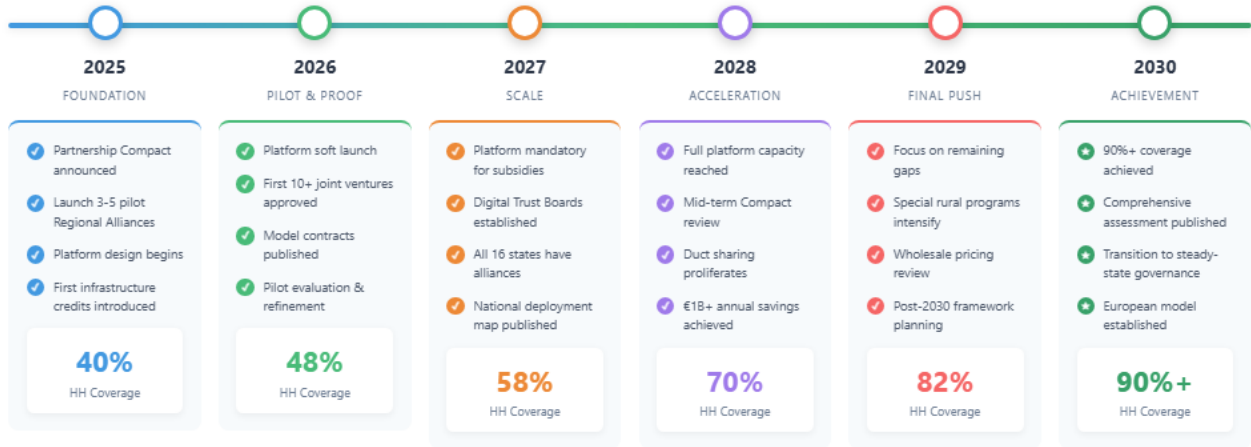 2025
FOUNDATION
Partnership Compact
announced
Launch 3-5 pilot
Regional Alliances
Platform design begins
First infrastructure
credits introduced
40%
HH Coverage
2026
PILOT & PROOF
Platform soft launch
First 10+ joint ventures
approved
Model contracts
published
Pilot evaluation &
refinement
48%
HH Coverage
2027
SCALE
Platform mandatory
for subsidies
Digital Trust Boards
established
All 16 states have
alliances
National deployment
map published
58%
HH Coverage
2028
ACCELERATION
Full platform capacity
reached
Mid-term Compact
review
Duct sharing
proliferates
€1B+ annual savings
achieved
70%
HH Coverage
2029
FINAL PUSH
Focus on remaining
gaps
Special rural programs
intensify
Wholesale pricing
review
Post-2030 framework
planning
82%
HH Coverage
2030
ACHIEVEMENT
90%+ coverage
achieved
Comprehensive
assessment published
Transition to steady-
state governance
European model
established
90%+
HH Coverage